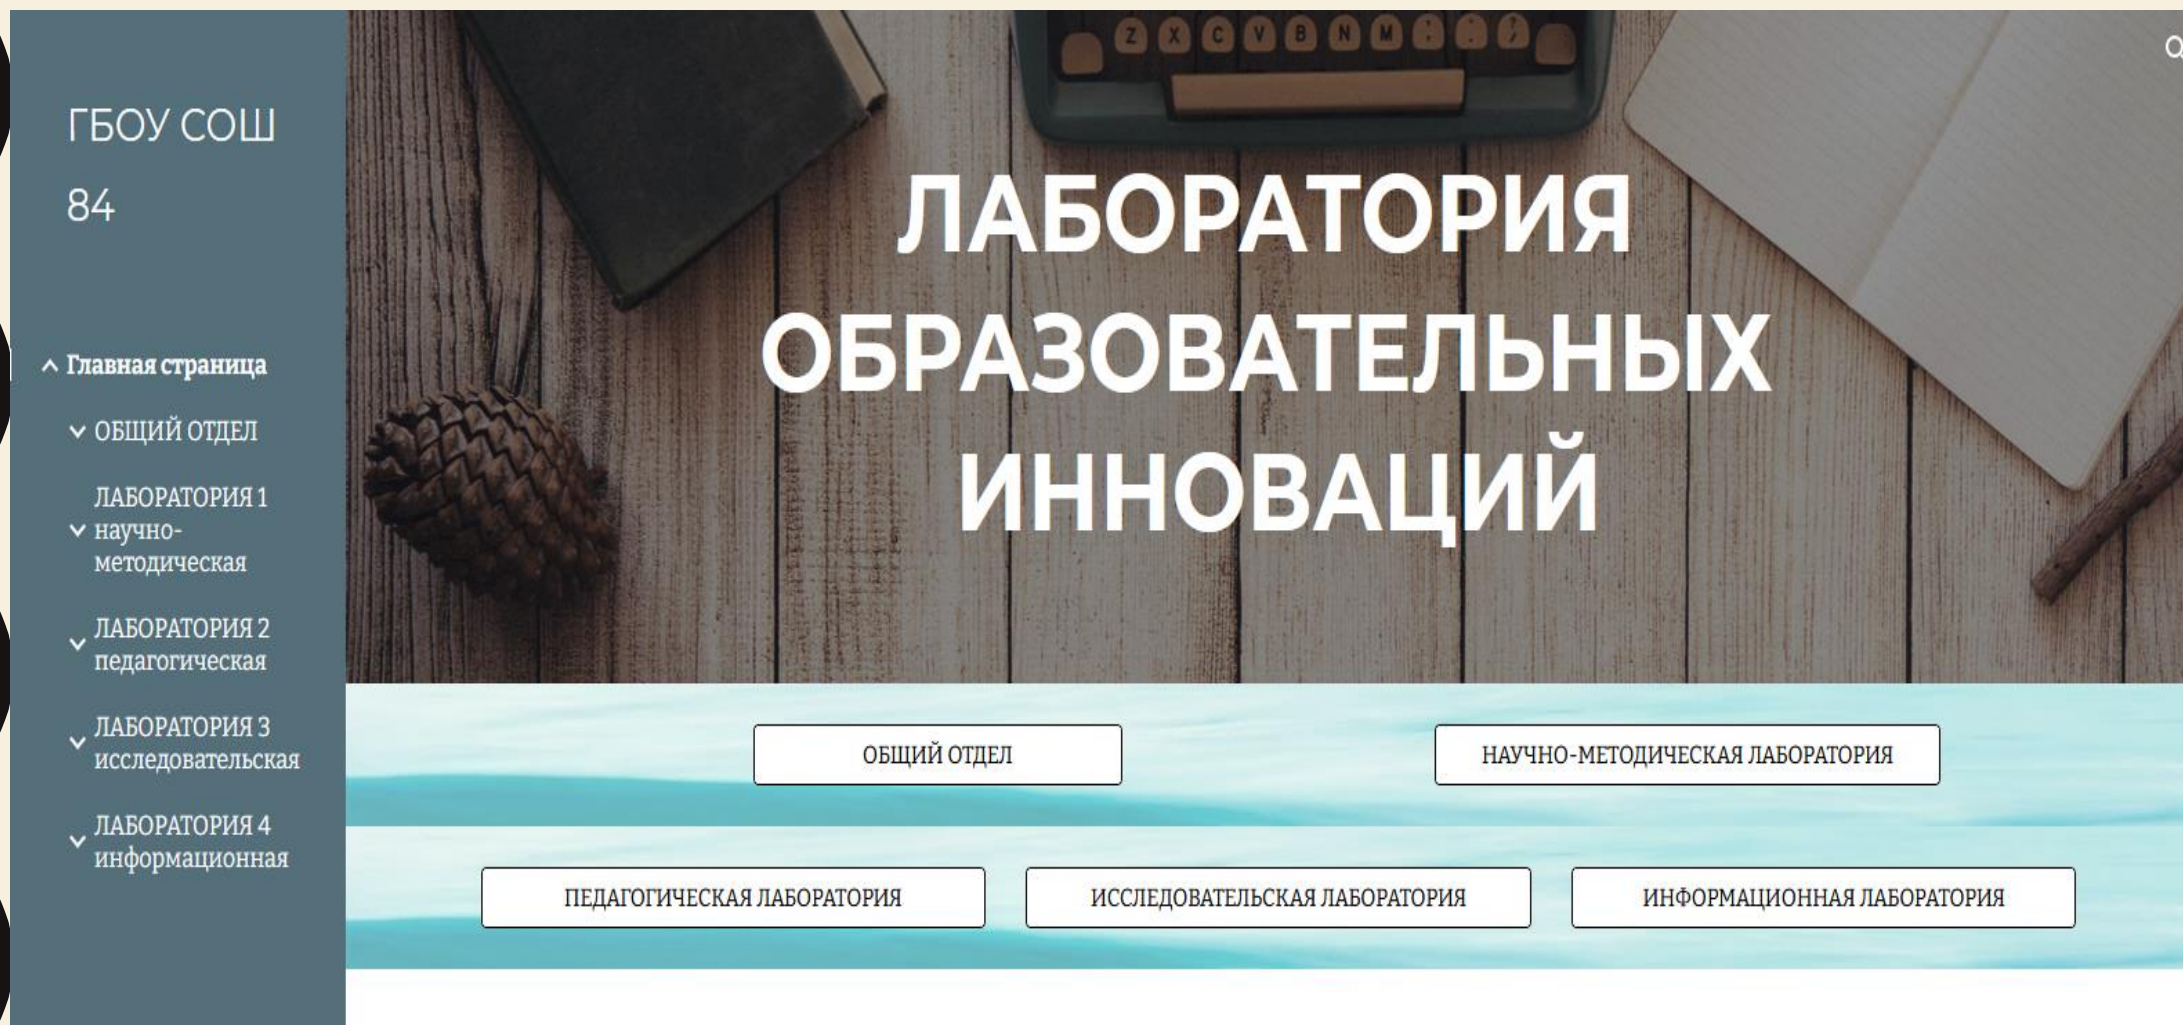 ГБОУ СОШ
84
Главная страница
ОБЩИЙ ОТДЕЛ
ЛАБОРАТОРИЯ 1
научно-
методическая
ЛАБОРАТОРИЯ 2
педагогическая
ЛАБОРАТОРИЯ 3
исследовательская
ЛАБОРАТОРИЯ 4
информационная
Z X C V B N M
ЛАБОРАТОРИЯ
ОБРАЗОВАТЕЛЬНЫХ
ИННОВАЦИЙ
ОБЩИЙ ОТДЕЛ
НАУЧНО-МЕТОДИЧЕСКАЯ ЛАБОРАТОРИЯ
ПЕДАГОГИЧЕСКАЯ ЛАБОРАТОРИЯ
ИССЛЕДОВАТЕЛЬСКАЯ ЛАБОРАТОРИЯ
ИНФОРМАЦИОННАЯ ЛАБОРАТОРИЯ